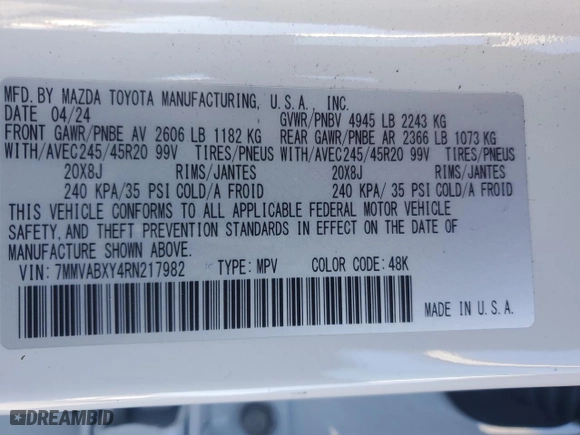 MFD. BY MAZDA TOYOTA MANUFACTURING, U.S.A., INC.
DATE 04/24 GVWR/PNBV 4945 LB 2243 KG
FRONT GAWR/PNBE AV 2606 LB 1182 KG REAR GAWR/PNBE AR 2366 LB 1073 KG
WITH/AVEC245/45R20 99V TIRES/PNEUS WITH/AVEC245/45R20 99V TIRES/PNEUS
20X8J RIMS/JANTES 20X8J RIMS/JANTES
240 KPA/35 PSI COLD/A FROID 240 KPA/ 35 PSI COLD/A FROID
THIS VEHICLE CONFORMS TO ALL APPLICABLE FEDERAL MOTOR VEHICLE
SAFETY, AND THEFT PREVENTION STANDARDS IN EFFECT ON THE DATE OF
MANUFACTURE SHOWN ABOVE.
VIN: 7MMVABXY4RN217982 TYPE: MPV COLOR CODE: 48K
MADE IN U.S.A.
DREAMBID